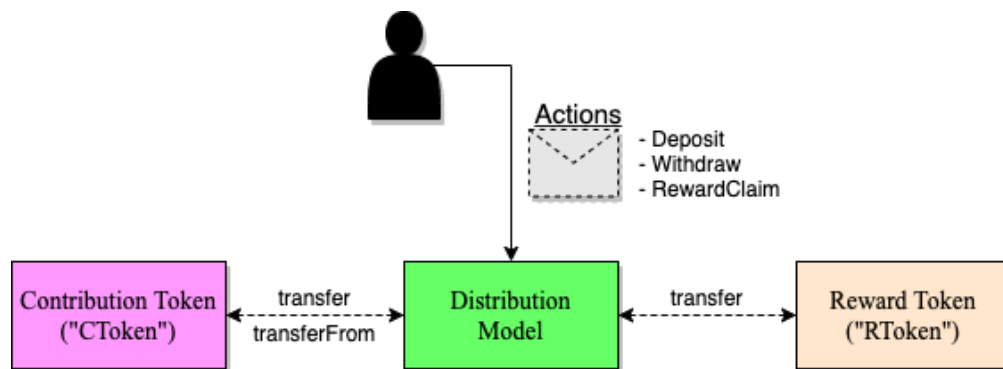 Actions
- Deposit
- Withdraw
- RewardClaim
Contribution Token
("CToken")
transfer
transferFrom
Distribution
Model
transfer
Reward Token
("RToken")